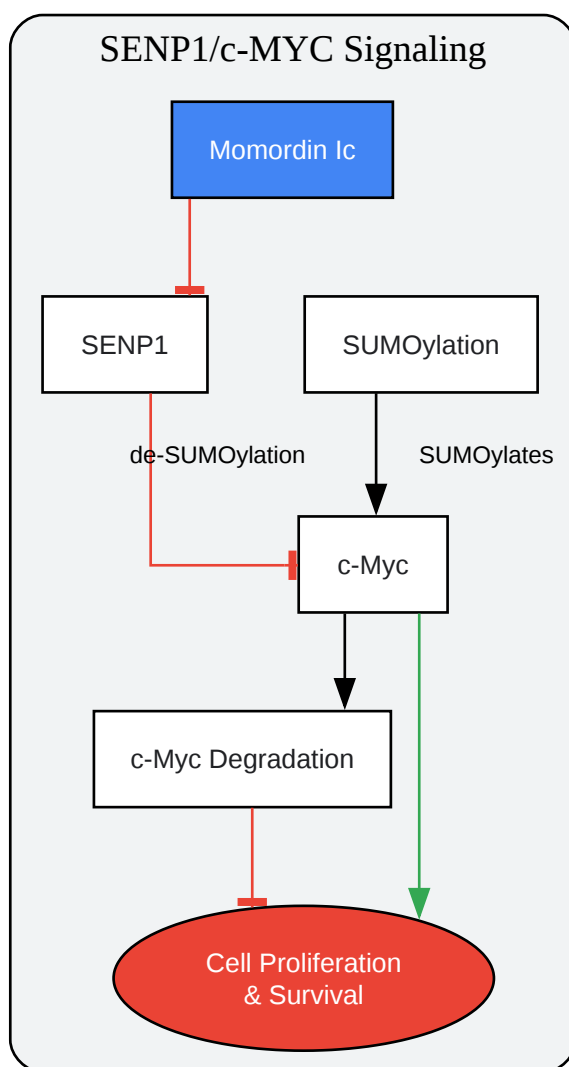 SENP1/c-MYC Signaling
Momordin Ic
SENP1
SUMOylation
de-SUMOylation
SUMOylates
c-Myc
c-Myc Degradation
Cell Proliferation
& Survival